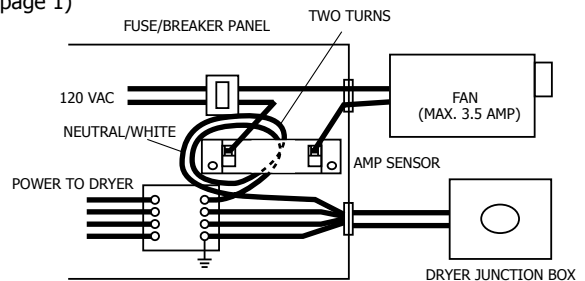 page 1)
FUSE/BREAKER PANEL
TWO TURNS
120 VAC
FAN
(MAX. 3.5 AMP)
NEUTRAL/WHITE
AMP SENSOR
POWER TO DRYER
DRYER JUNCTION BOX